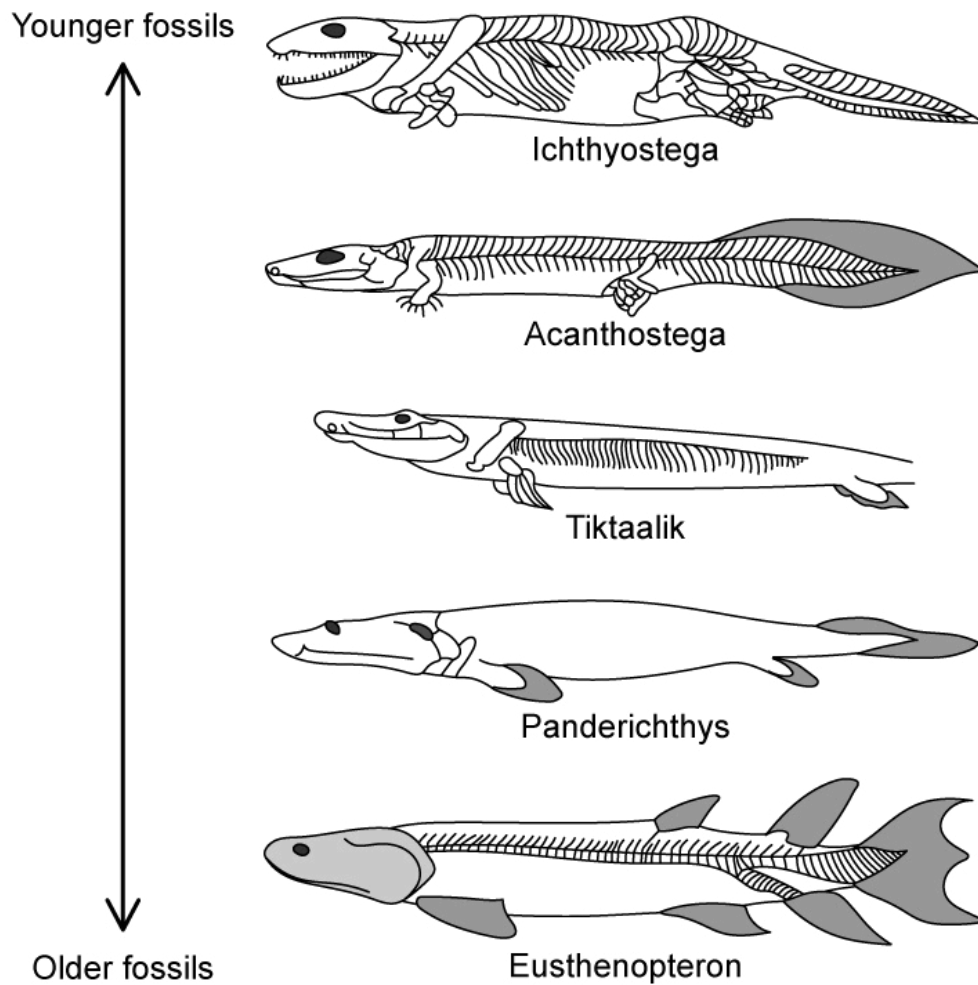 Younger fossils
Ichthyostega
Acanthostega
Tiktaalik
Panderichthys
Eusthenopteron
Older fossils